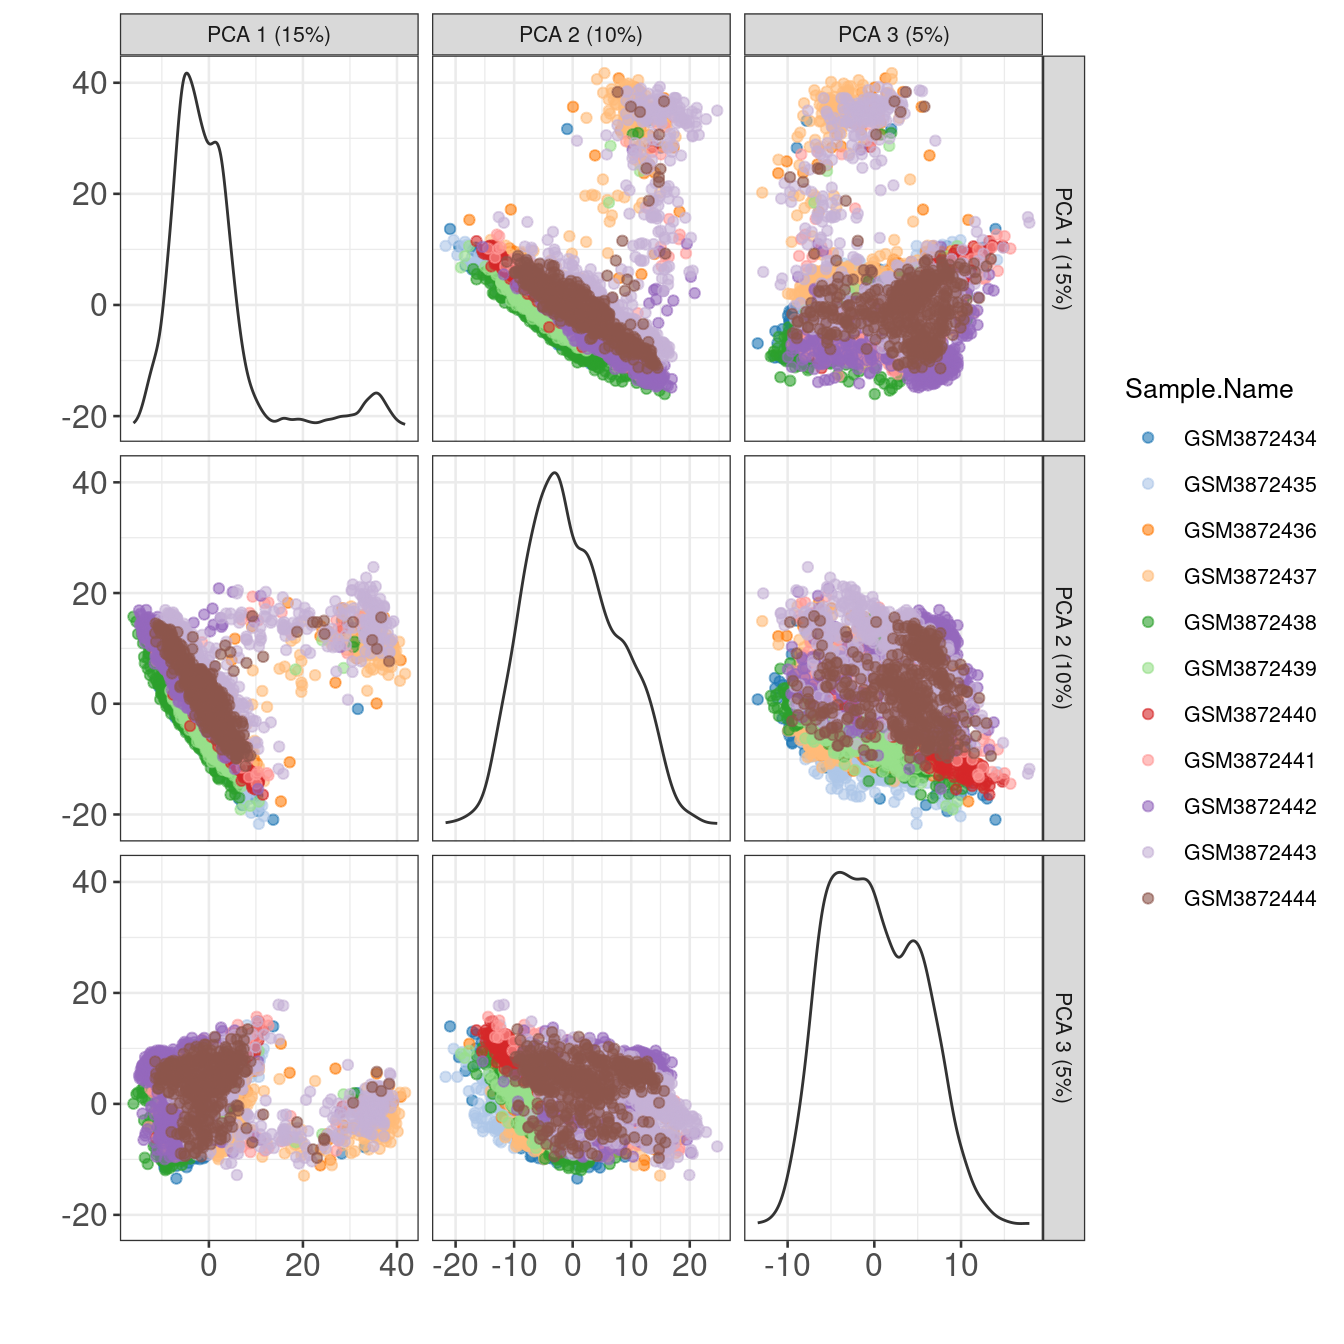 PCA 1 (15%) PCA 2 (10%) PCA 3 (5%)
40
20
0
-20
PCA 1 (15%)
40
20
0
-20
PCA 2 (10%)
40
20
0
-20
PCA 3 (5%)
0 20 40 -20 -10 0 10 20 -10 0 10
Sample.Name
GSM3872434
GSM3872435
GSM3872436
GSM3872437
GSM3872438
GSM3872439
GSM3872440
GSM3872441
GSM3872442
GSM3872443
GSM3872444